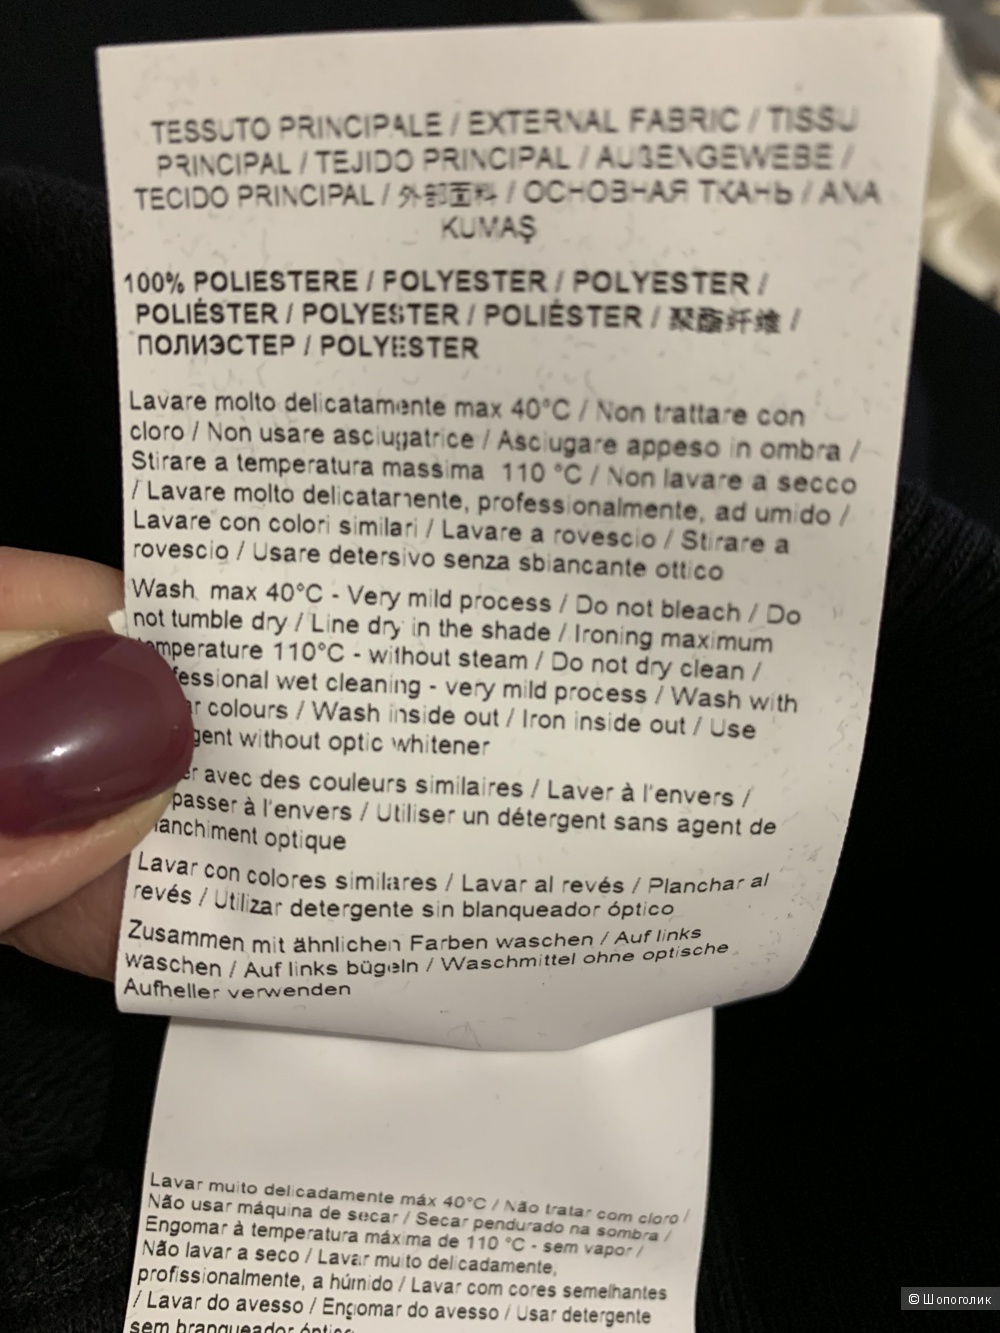 TESSUTO PRINCIPALE / EXTERNAL FABRIC / TISSU
PRINCIPAL / TEJIDO PRINCIPAL / AUßENGEWEBE /
TECIDO PRINCIPAL / 外部面料 / ОСНОВНАЯ ТКАНЬ / ANA
KUMAŞ
100% POLIESTERE / POLYESTER / POLYESTER /
POLIÉSTER / POLYESTER / POLIÉSTER / 聚酯纤维 /
ПОЛИЭСТЕР / POLYESTER
Lavare molto delicatamente max 40°C / Non trattare con
cloro / Non usare asciugatrice / Asciugare appeso in ombra /
Stirare a temperatura massima 110 °C / Non lavare a secco
/ Lavare molto delicatamente, professionalmente, ad umido /
Lavare con colori similari / Lavare a rovescio / Stirare a
rovescio / Usare detersivo senza sbiancante ottico
Wash max 40°C - Very mild process / Do not bleach / Do
not tumble dry / Line dry in the shade / Ironing maximum
temperature 110°C - without steam / Do not dry clean /
essional wet cleaning - very mild process / Wash with
r colours / Wash inside out / Iron inside out / Use
gent without optic whitener
er avec des couleurs similaires / Laver à l'envers /
passer à l'envers / Utiliser un détergent sans agent de
lanchiment optique
Lavar con colores similares / Lavar al revés / Planchar al
revés / Utilizar detergente sin blanqueador óptico
Zusammen mit ähnlichen Farben waschen / Auf links
waschen / Auf links bügeln / Waschmittel ohne optische
Aufheller verwenden
Lavar muito delicadamente máx 40°C / Não tratar com cloro /
Não usar máquina de secar / Secar pendurado na sombra /
Engomar à temperatura máxima de 110 °C - sem vapor /
Não lavar a seco / Lavar muito delicadamente,
profissionalmente, a húmido / Lavar com cores semelhantes
/ Lavar do avesso / Engomar do avesso / Usar detergente
sem branqueador óptico
© Шопоголик